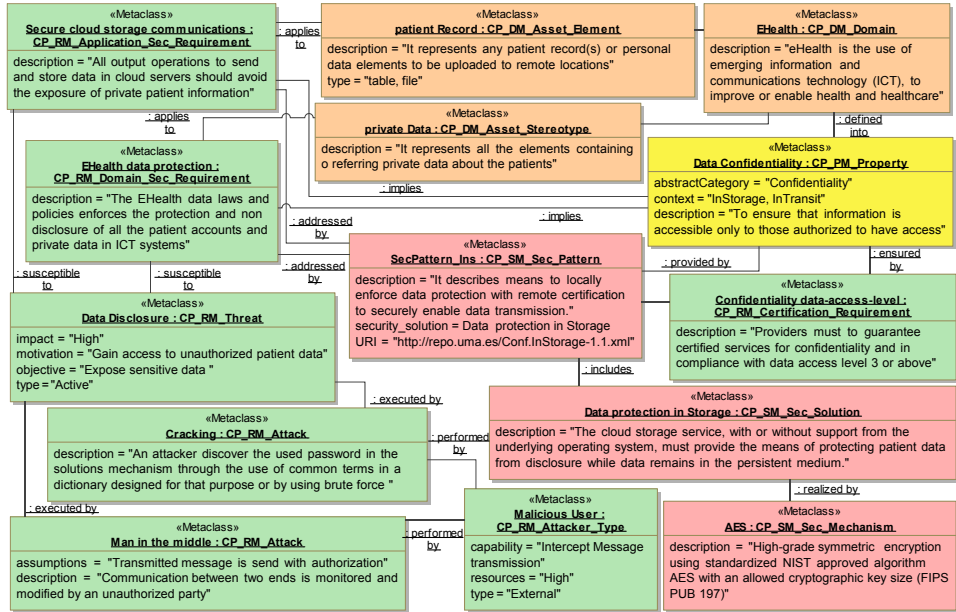 «Metaclass»
Secure cloud storage communications :
CP_RM_Application_Sec_Requirement
description = "All output operations to send
and store data in cloud servers should avoid
the exposure of private patient information"
: applies
to
«Metaclass»
patient Record : CP_DM_Asset_Element
description = "It represents any patient record(s) or personal
data elements to be uploaded to remote locations"
type = "table, file"
«Metaclass»
EHealth : CP_DM_Domain
description = "eHealth is the use of
emerging information and
communications technology (ICT), to
improve or enable health and healthcare"
: applies
to
«Metaclass»
private Data : CP_DM_Asset_Stereotype
description = "It represents all the elements containing
o referring private data about the patients"
: defined
into
«Metaclass»
EHealth data protection :
CP_RM_Domain_Sec_Requirement
description = "The EHealth data laws and
policies enforces the protection and non
disclosure of all the patient accounts and
private data in ICT systems"
: implies
«Metaclass»
Data Confidentiality : CP_PM_Property
abstractCategory = "Confidentiality"
context = "InStorage, InTransit"
description = "To ensure that information is
accessible only to those authorized to have access"
: addressed
by
: implies
: susceptible
to
: susceptible
to
: addressed
by
«Metaclass»
SecPattern_Ins : CP_SM_Sec_Pattern
description = "It describes means to locally
enforce data protection with remote certification
to securely enable data transmission."
security_solution = Data protection in Storage
URI = "http://repo.uma.es/Conf.InStorage-1.1.xml"
: provided by
: ensured
by
«Metaclass»
Confidentiality data-access-level :
CP_RM_Certification_Requirement
description = "Providers must to guarantee
certified services for confidentiality and in
compliance with data access level 3 or above"
«Metaclass»
Data Disclosure : CP_RM_Threat
impact = "High"
motivation = "Gain access to unauthorized patient data"
objective = "Expose sensitive data "
type = "Active"
: includes
: executed by
«Metaclass»
Data protection in Storage : CP_SM_Sec_Solution
description = "The cloud storage service, with or without support from the
underlying operating system, must provide the means of protecting patient data
from disclosure while data remains in the persistent medium."
«Metaclass»
Cracking : CP_RM_Attack
description = "An attacker discover the used password in the
solutions mechanism through the use of common terms in a
dictionary designed for that purpose or by using brute force "
: performed
by
: realized by
: executed by
«Metaclass»
Man in the middle : CP_RM_Attack
assumptions = "Transmitted message is send with authorization"
description = "Communication between two ends is monitored and
modified by an unauthorized party"
: performed
by
«Metaclass»
Malicious User :
CP_RM_Attacker_Type
capability = "Intercept Message
transmission"
resources = "High"
type = "External"
«Metaclass»
AES : CP_SM_Sec_Mechanism
description = "High-grade symmetric encryption
using standardized NIST approved algorithm
AES with an allowed cryptographic key size (FIPS
PUB 197)"